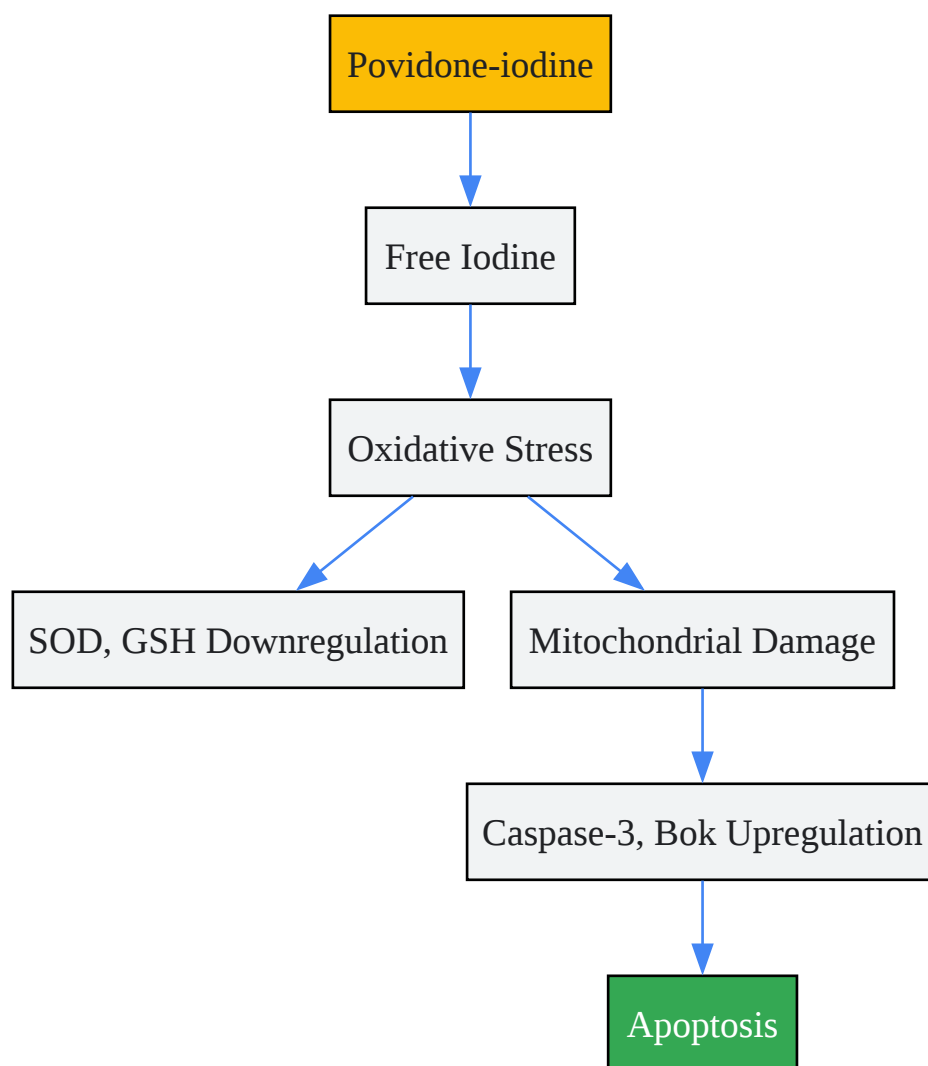 Povidone-iodine
Free Iodine
Oxidative Stress
SOD, GSH Downregulation
Mitochondrial Damage
Caspase-3, Bok Upregulation
Apoptosis